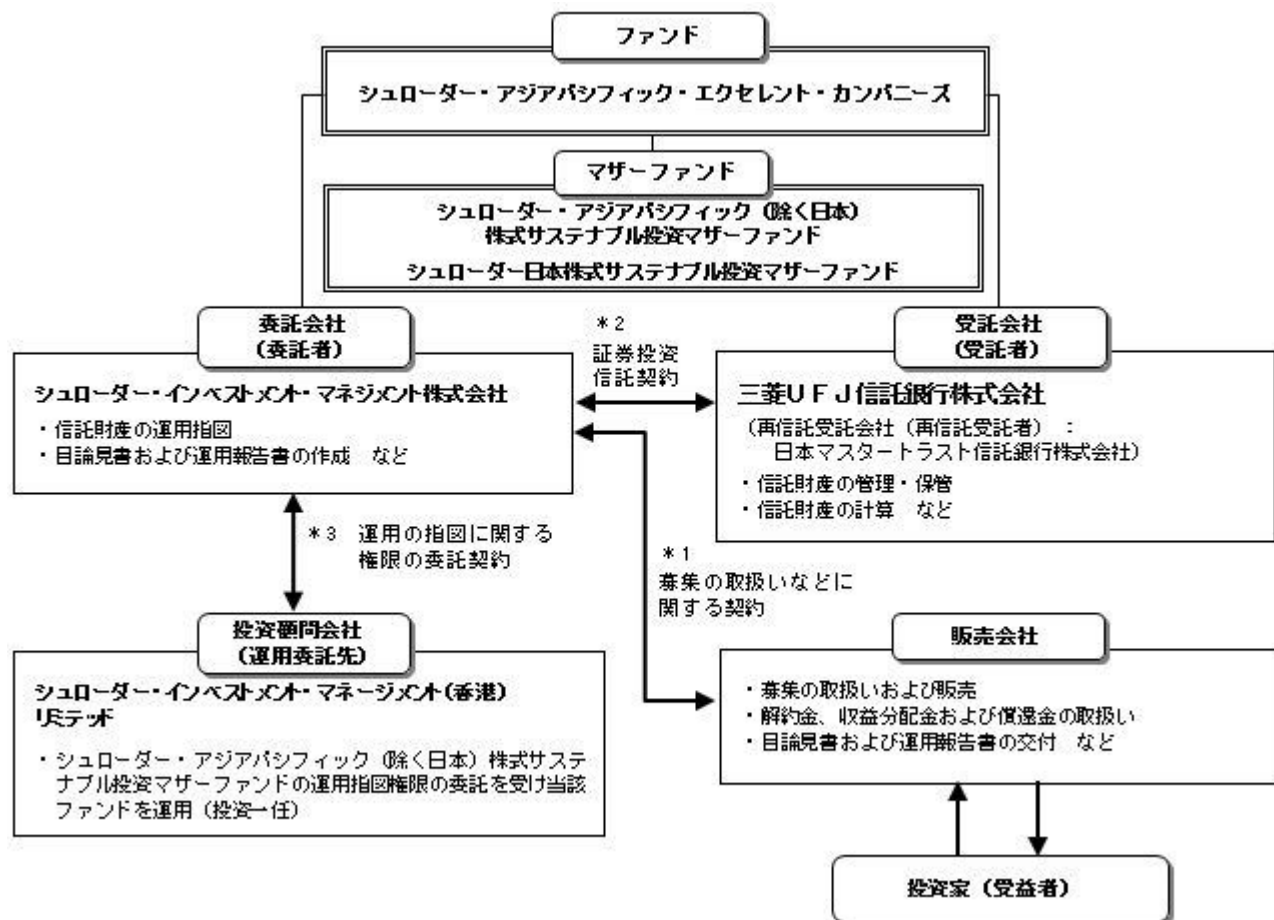 ファンド
シュローダー・アジアパシフィック・エクセレント・カンパニーズ
マザーファンド
シュローダー・アジアパシフィック（除く日本）
株式サステナブル投資マザーファンド
シュローダー日本株式サステナブル投資マザーファンド
委託会社
（委託者）
シュローダー・インベストメント・マネジメント株式会社
・信託財産の運用指図
・目論見書および運用報告書の作成　など
＊2
証券投資
信託契約
受託会社
（受託者）
三菱ＵＦＪ信託銀行株式会社
（再信託受託会社（再信託受託者）：
日本マスタートラスト信託銀行株式会社）
・信託財産の管理・保管
・信託財産の計算　など
＊3　運用の指図に関する
権限の委託契約
＊1
募集の取扱いなどに
関する契約
投資顧問会社
（運用委託先）
シュローダー・インベストメント・マネージメント（香港）
リミテッド
・シュローダー・アジアパシフィック（除く日本）株式サステ
ナブル投資マザーファンドの運用指図権限の委託を受け当該
ファンドを運用（投資一任）
販売会社
・募集の取扱いおよび販売
・解約金、収益分配金および償還金の取扱い
・目論見書および運用報告書の交付　など
投資家（受益者）